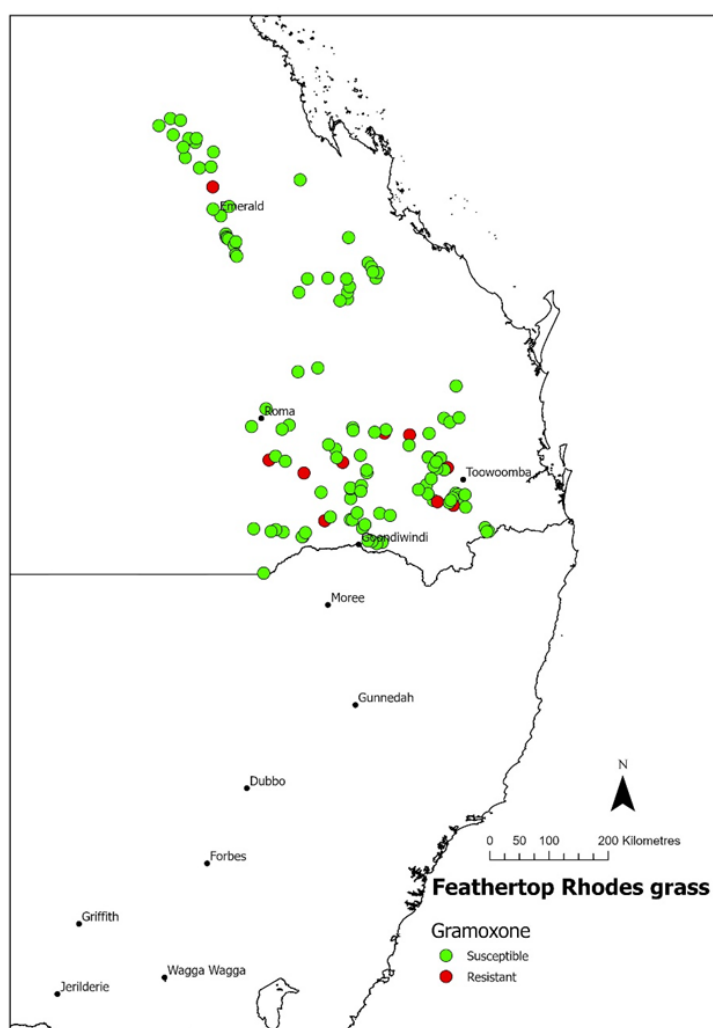 Emerald
Roma
Toowoomba
Goondiwindi
Moree
Gunnedah
Dubbo
N
0 50 100 200 Kilometres
Forbes
Feathertop Rhodes grass
Griffith
Gramoxone
Susceptible
Wagga Wagga
Resistant
Jerilderie